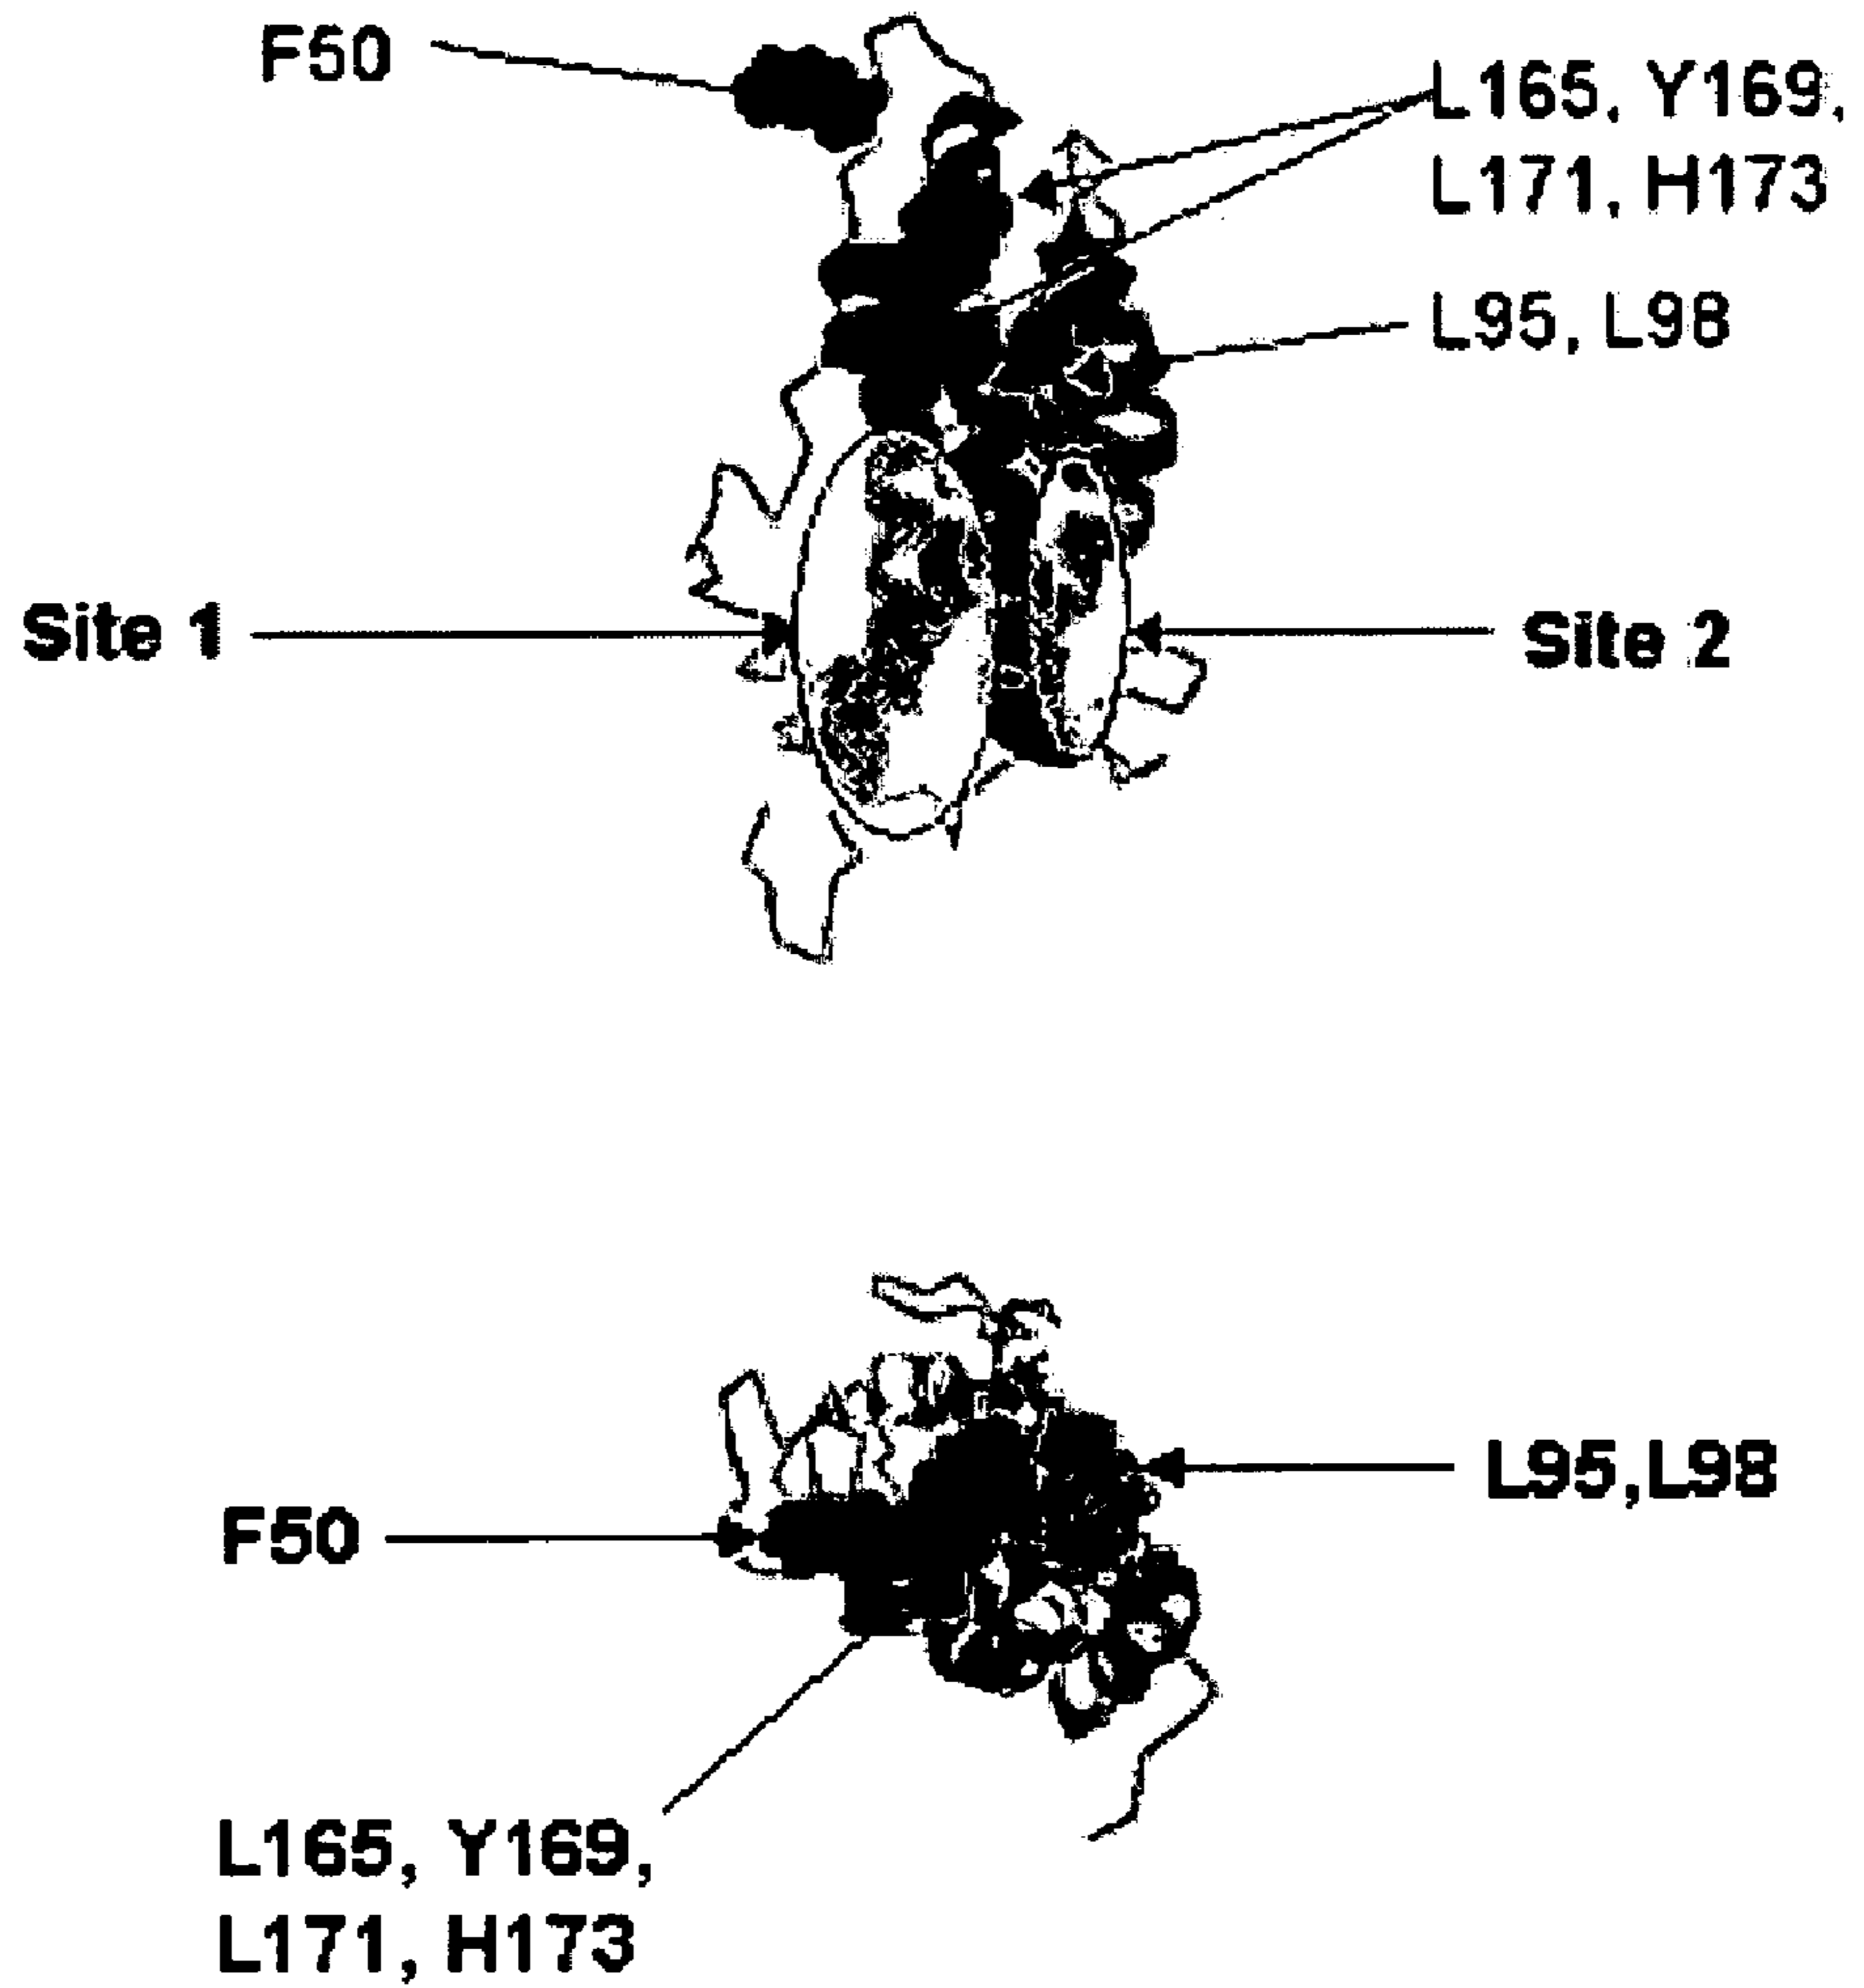 F50
L165, Y169,
L171, H173
L95, L98
Site 1
Site 2
L95,L98
F50
L165, Y169,
L171, H173